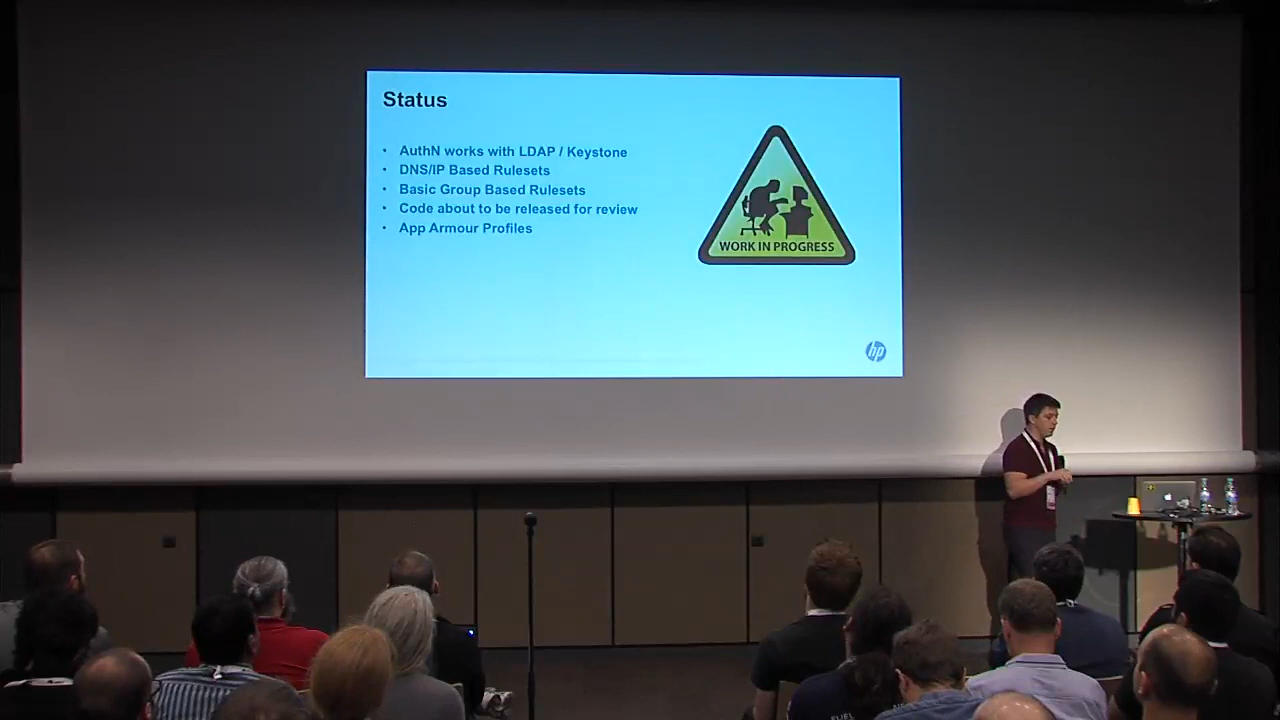 Status
• AuthN works with LDAP / Keystone
• DNS/IP Based Rulesets
• Basic Group Based Rulesets
• Code about to be released for review
• App Armour Profiles
WORK IN PROGRESS
hp
FUEL